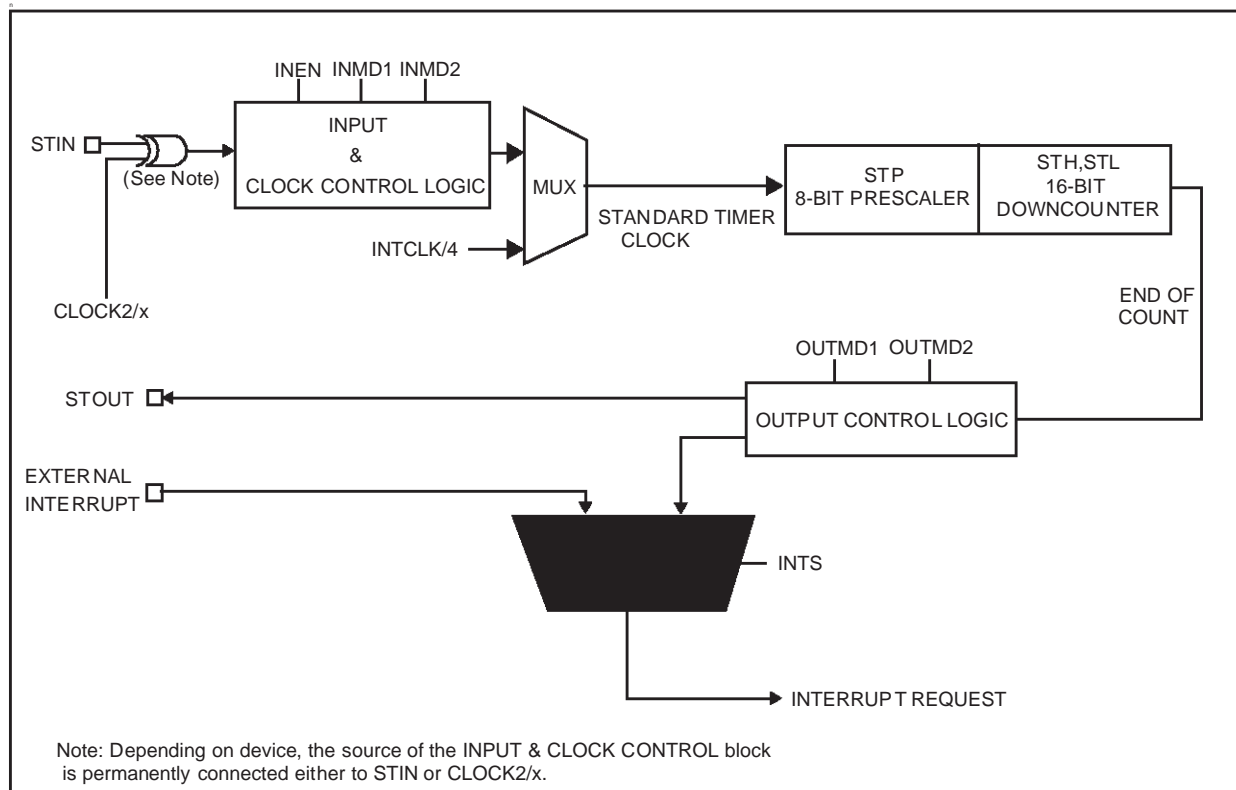 INEN INMD1 INMD2
STIN
(See Note)
INPUT
&
CLOCK CONTROL LOGIC
MUX
INTCLK/4
CLOCK2/x
STANDARD TIMER
CLOCK
STP
8-BIT PRESCALER
STH,STL
16-BIT
DOWNCOUNTER
END OF
COUNT
OUTMD1 OUTMD2
STOUT
OUTPUT CONTROL LOGIC
EXTERNAL
INTERRUPT
INTS
INTERRUPT REQUEST
Note: Depending on device, the source of the INPUT & CLOCK CONTROL block
is permanently connected either to STIN or CLOCK2/x.